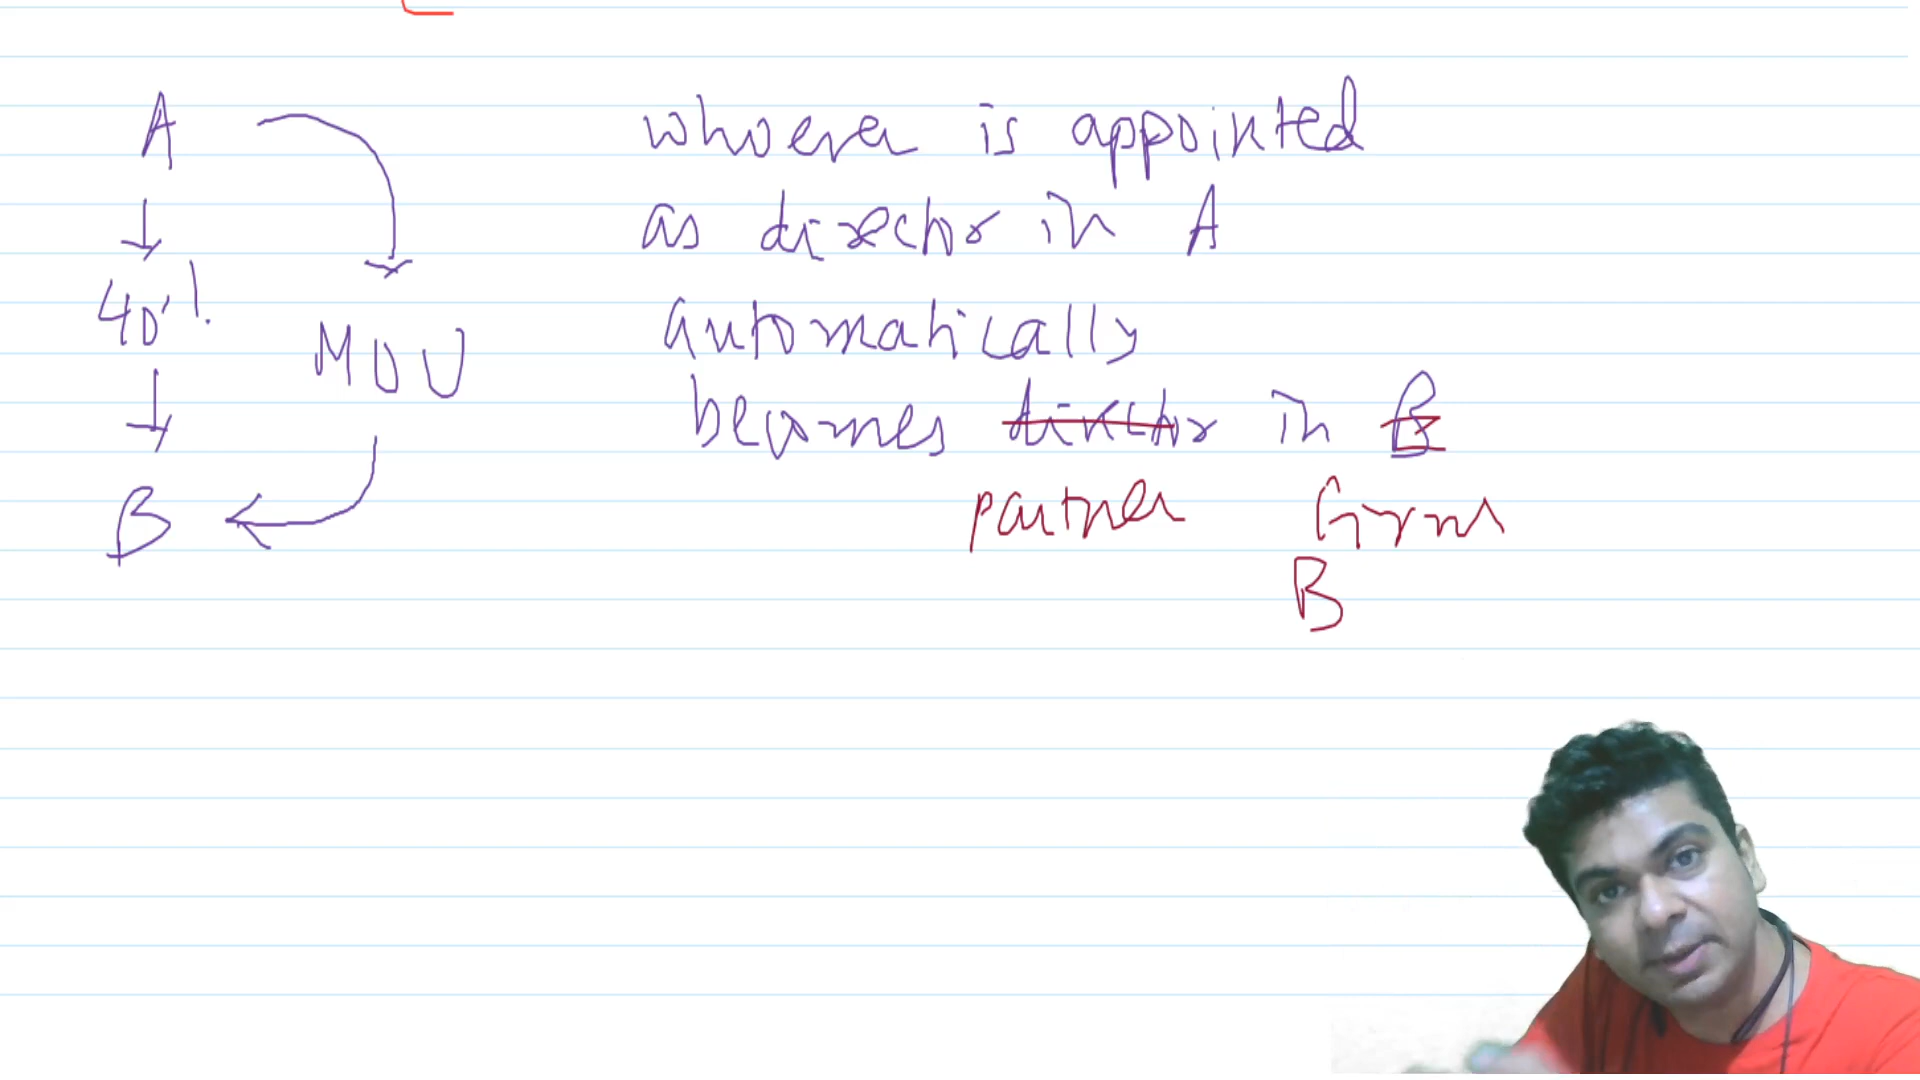 A
↓
40%
↓
MOU
B
whoever is appointed
as director in A
automatically
becomes director in B
partner firm
B